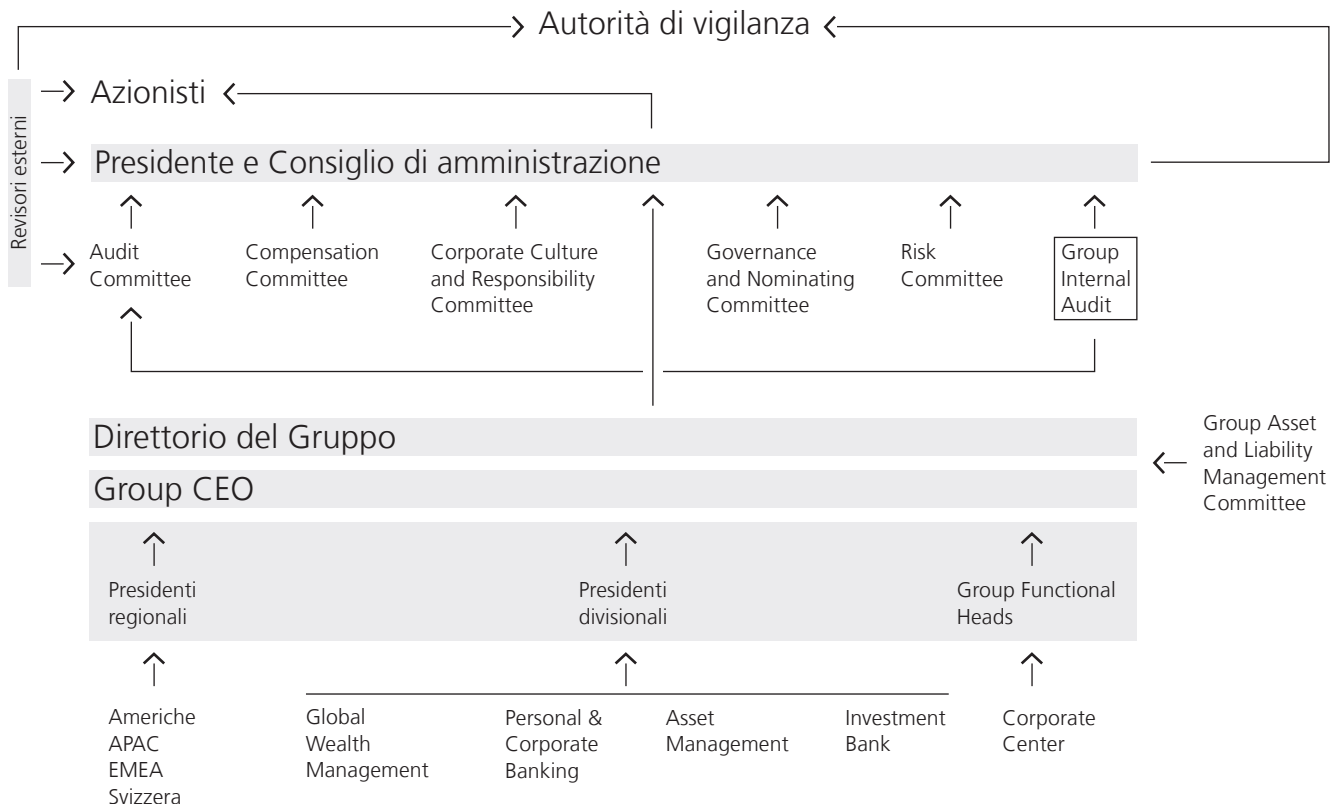 Autorità di vigilanza
Revisori esterni
Azionisti
Presidente e Consiglio di amministrazione
Audit
Committee
Compensation
Committee
Corporate Culture
and Responsibility
Committee
Governance
and Nominating
Committee
Risk
Committee
Group
Internal
Audit
Direttorio del Gruppo
Group CEO
Group Asset
and Liability
Management
Committee
Presidenti
regionali
Presidenti
divisionali
Group Functional
Heads
Americhe
APAC
EMEA
Svizzera
Global
Wealth
Management
Personal &
Corporate
Banking
Asset
Management
Investment
Bank
Corporate
Center